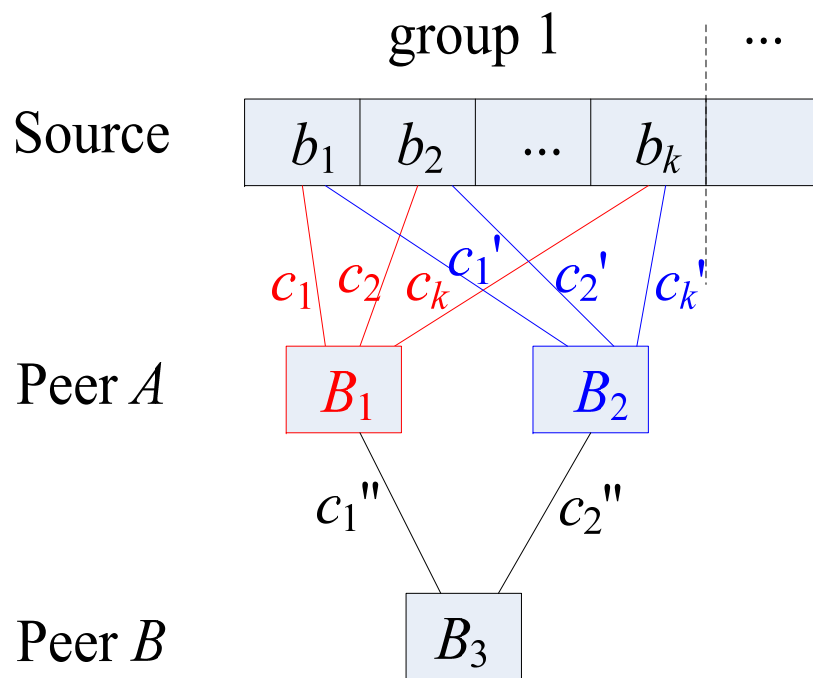 group 1 ...
Source b₁ b₂ ... bₖ
c₁ c₂ cₖ c₁' c₂' cₖ'
Peer A B₁ B₂
c₁'' c₂''
Peer B B₃